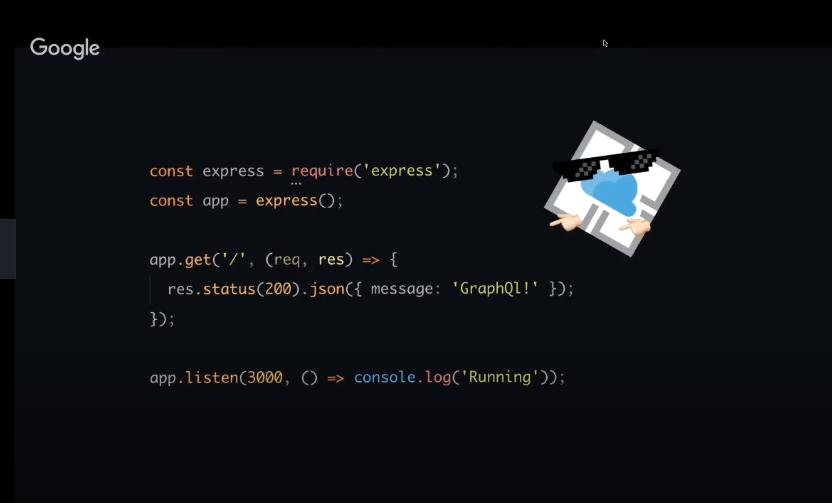 Google
const express = require('express');
const app = express();
app.get('/', (req, res) => {
res.status(200).json({ message: 'GraphQl!' });
});
app.listen(3000, () => console.log('Running'));